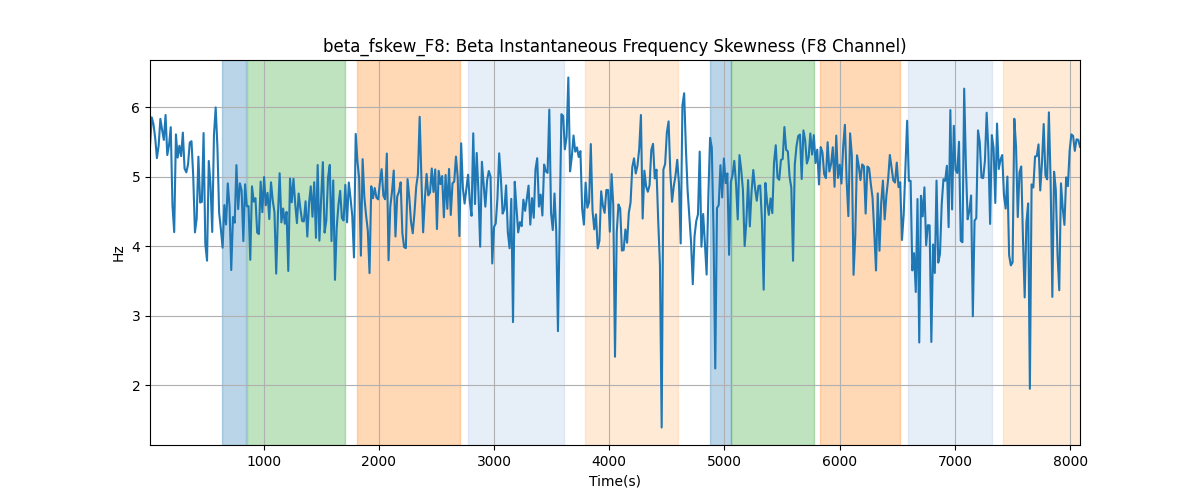 beta_fskew_F8: Beta Instantaneous Frequency Skewness (F8 Channel)
Hz
6
5
4
3
2
1000 2000 3000 4000 5000 6000 7000 8000
Time(s)